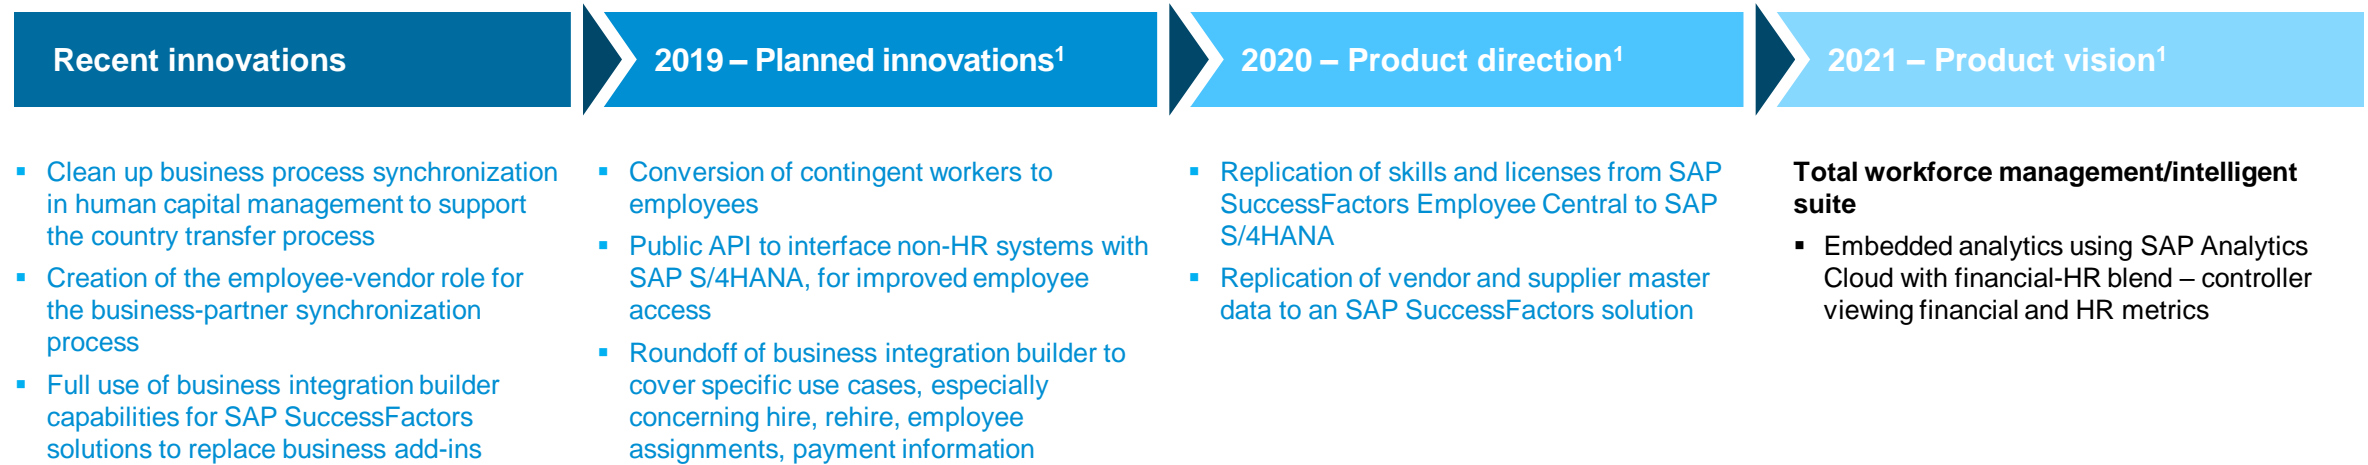 Recent innovations
2019 – Planned innovations¹
2020 – Product direction¹
2021 – Product vision¹
▪ Clean up business process synchronization
in human capital management to support
the country transfer process
▪ Creation of the employee-vendor role for
the business-partner synchronization
process
▪ Full use of business integration builder
capabilities for SAP SuccessFactors
solutions to replace business add-ins
▪ Conversion of contingent workers to
employees
▪ Public API to interface non-HR systems with
SAP S/4HANA, for improved employee
access
▪ Roundoff of business integration builder to
cover specific use cases, especially
concerning hire, rehire, employee
assignments, payment information
▪ Replication of skills and licenses from SAP
SuccessFactors Employee Central to SAP
S/4HANA
▪ Replication of vendor and supplier master
data to an SAP SuccessFactors solution
Total workforce management/intelligent
suite
▪ Embedded analytics using SAP Analytics
Cloud with financial-HR blend – controller
viewing financial and HR metrics